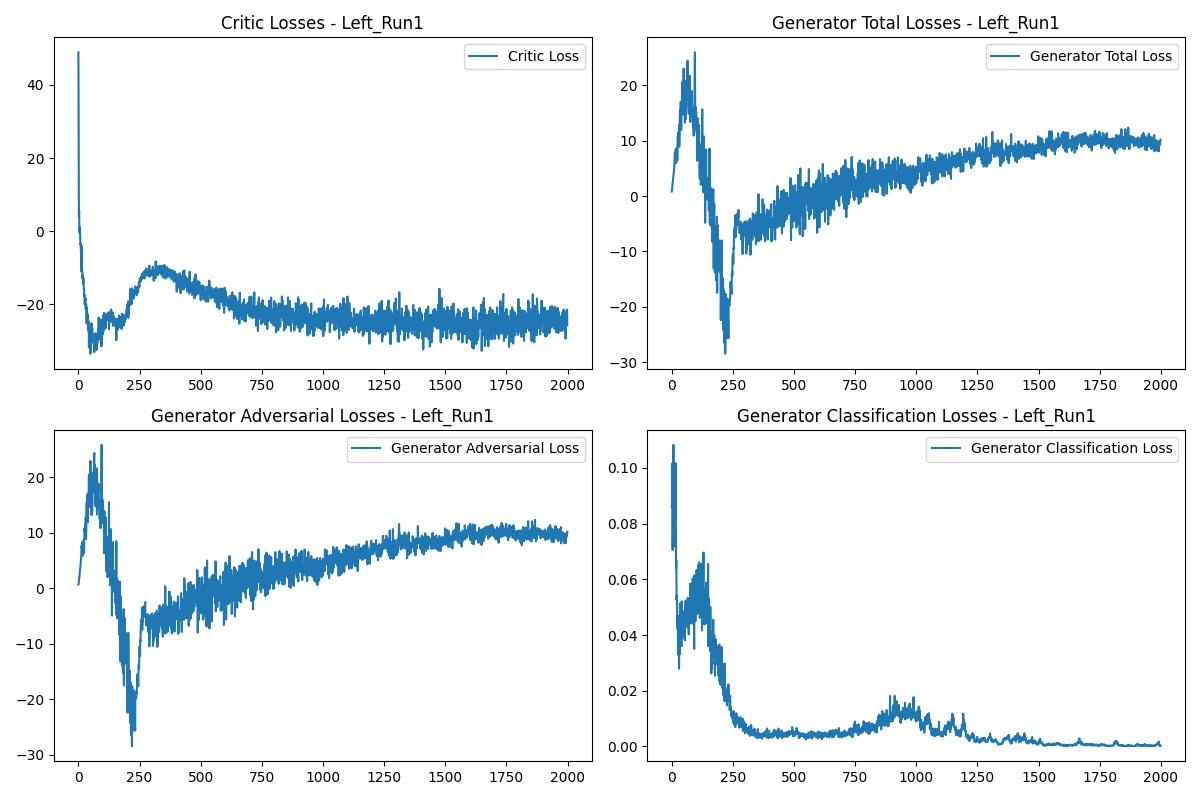 Critic Losses - Left_Run1
Critic Loss
40
20
0
−20
0 250 500 750 1000 1250 1500 1750 2000
Generator Total Losses - Left_Run1
Generator Total Loss
20
10
0
−10
−20
−30
0 250 500 750 1000 1250 1500 1750 2000
Generator Adversarial Losses - Left_Run1
Generator Adversarial Loss
20
10
0
−10
−20
−30
0 250 500 750 1000 1250 1500 1750 2000
Generator Classification Losses - Left_Run1
Generator Classification Loss
0.10
0.08
0.06
0.04
0.02
0.00
0 250 500 750 1000 1250 1500 1750 2000